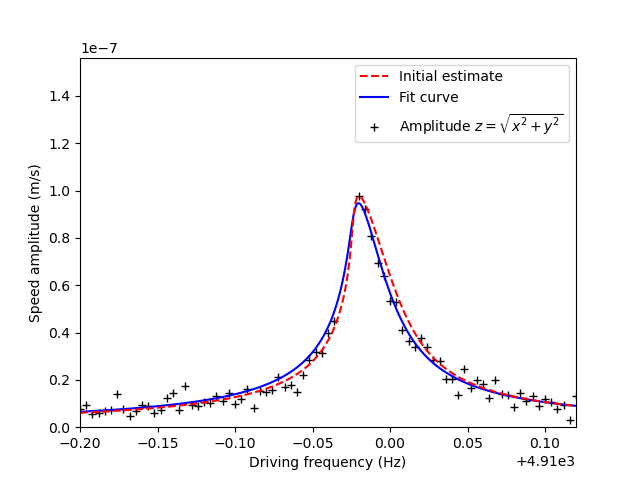 1e−7
Initial estimate
Fit curve
Amplitude z = √x² + y²
1.4
1.2
1.0
0.8
0.6
0.4
0.2
0.0
Speed amplitude (m/s)
−0.20 −0.15 −0.10 −0.05 0.00 0.05 0.10
Driving frequency (Hz)
+4.91e3